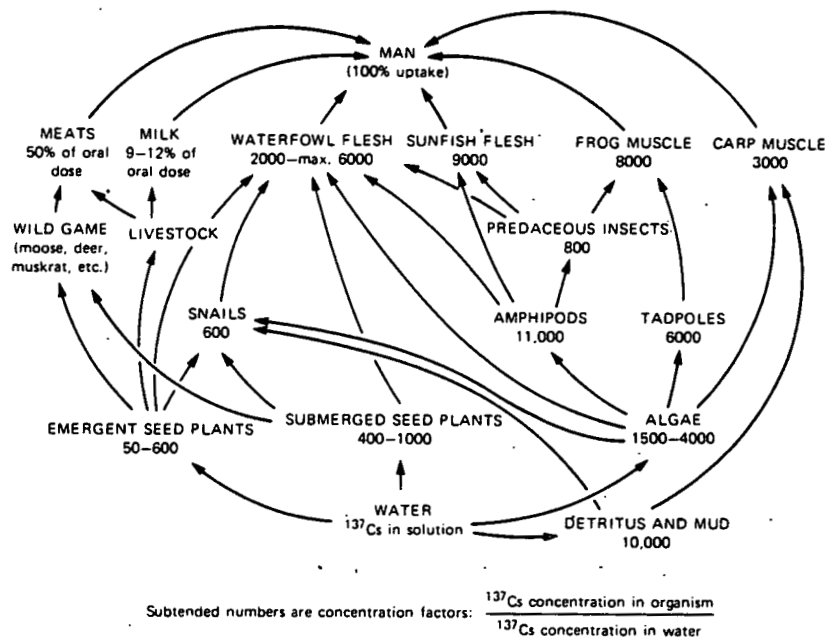 MAN
(100% uptake)
MEATS
50% of oral
dose
MILK
9–12% of
oral dose
WATERFOWL FLESH
2000–max. 6000
SUNFISH FLESH
9000
FROG MUSCLE
8000
CARP MUSCLE
3000
WILD GAME
(moose, deer,
muskrat, etc.)
LIVESTOCK
PREDACEOUS INSECTS
800
SNAILS
600
AMPHIPODS
11,000
TADPOLES
6000
EMERGENT SEED PLANTS
50–600
SUBMERGED SEED PLANTS
400–1000
ALGAE
1500–4000
WATER
¹³⁷Cs in solution
DETRITUS AND MUD
10,000
Subtended numbers are concentration factors:
¹³⁷Cs concentration in organism
¹³⁷Cs concentration in water